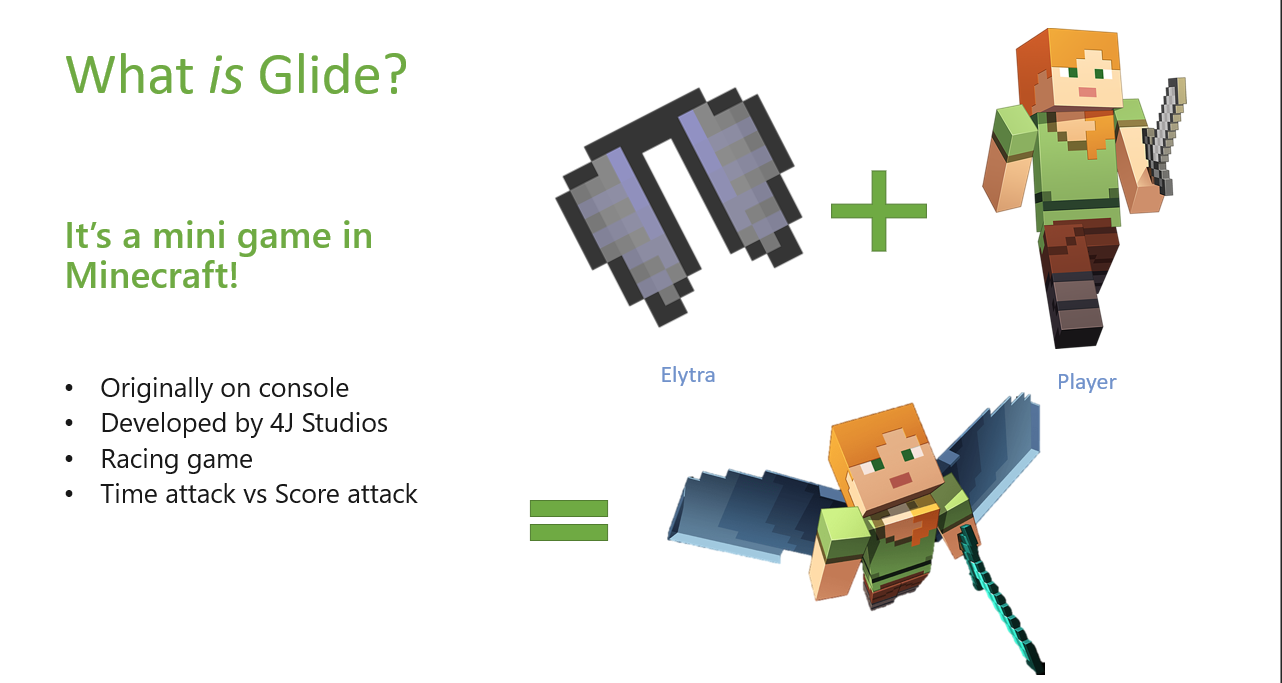 What is Glide?
It's a mini game in
Minecraft!
• Originally on console
• Developed by 4J Studios
• Racing game
• Time attack vs Score attack
Elytra
Player